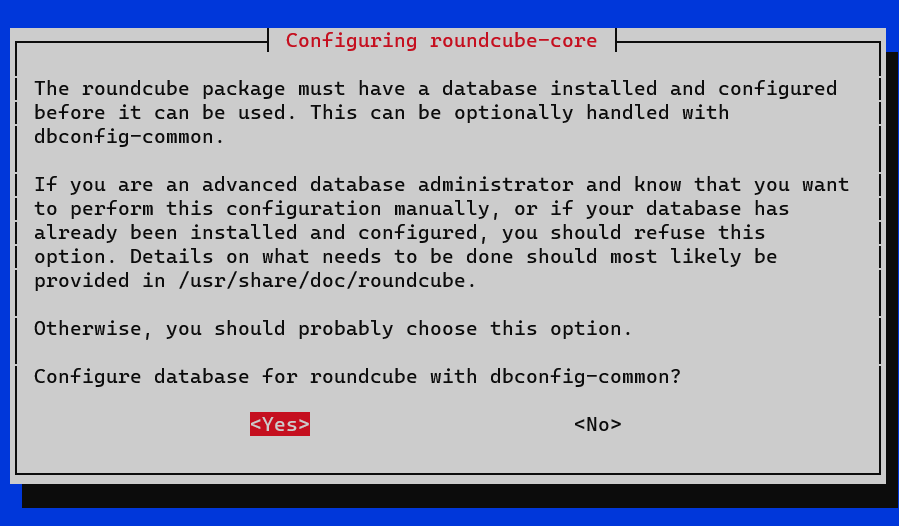 Configuring roundcube-core
The roundcube package must have a database installed and configured
before it can be used. This can be optionally handled with
dbconfig-common.
If you are an advanced database administrator and know that you want
to perform this configuration manually, or if your database has
already been installed and configured, you should refuse this
option. Details on what needs to be done should most likely be
provided in /usr/share/doc/roundcube.
Otherwise, you should probably choose this option.
Configure database for roundcube with dbconfig-common?
<Yes> <No>